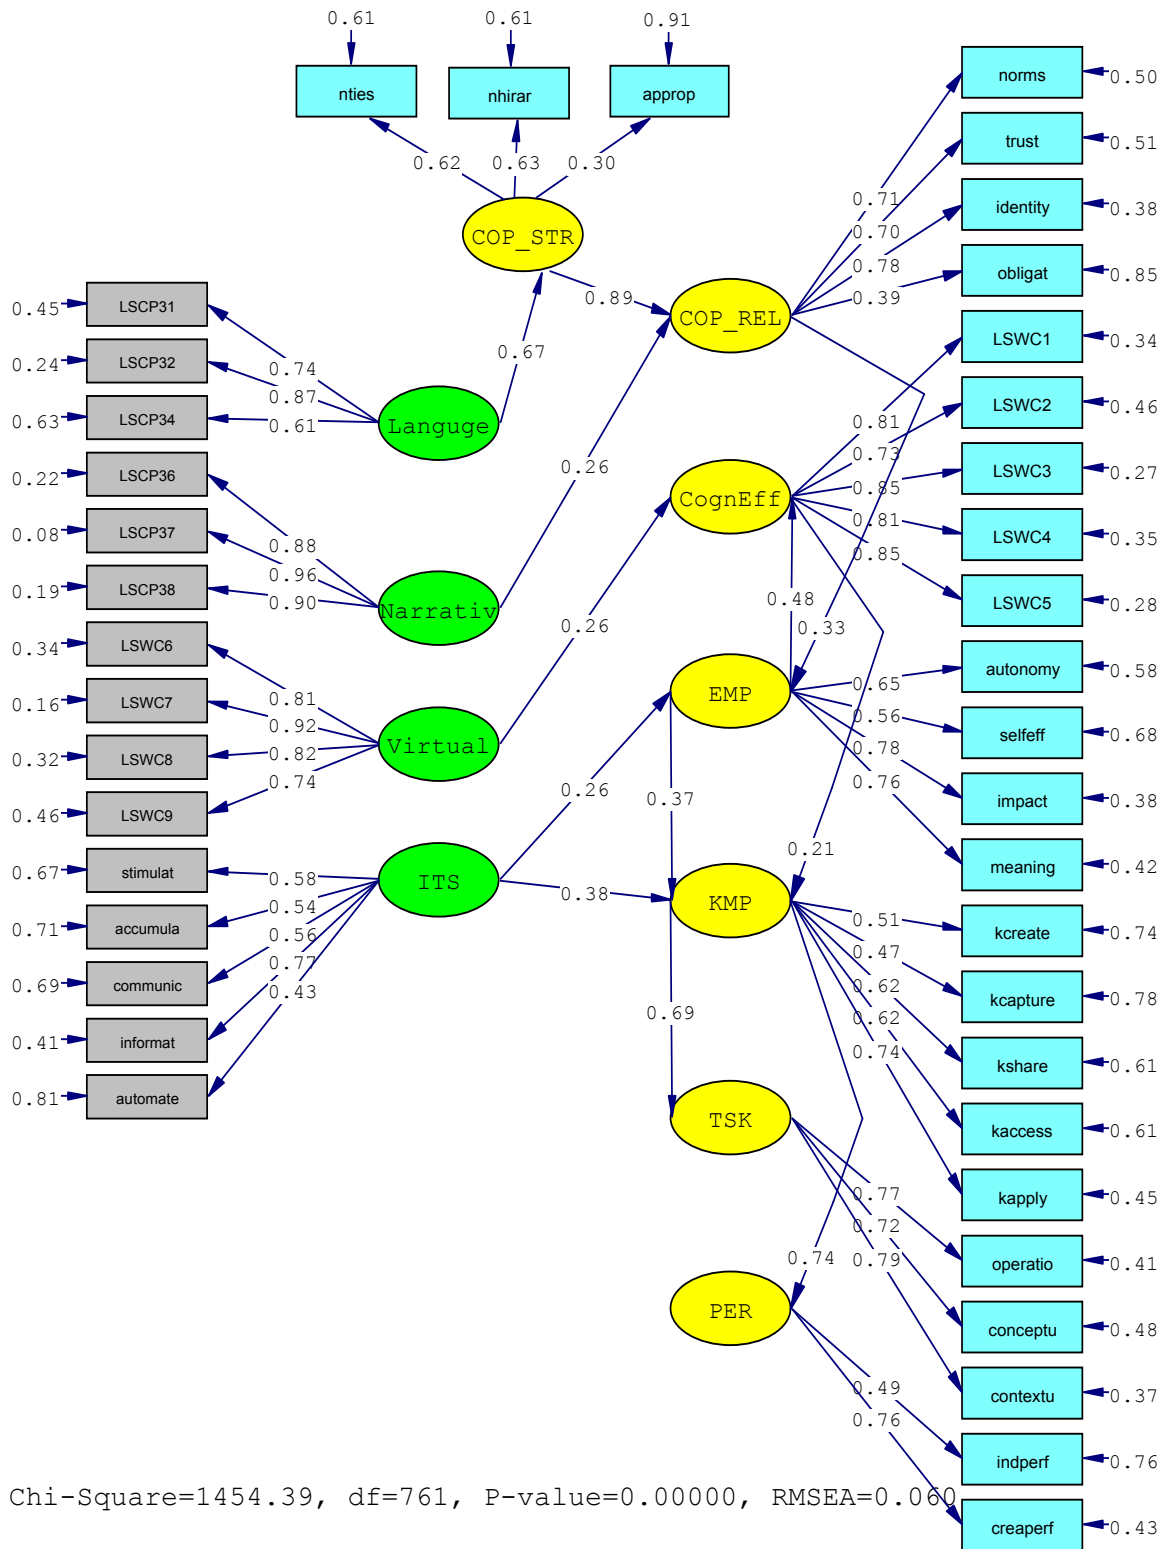 0.61 0.61 0.91
nties nhirar approp
0.62 0.63 0.30
COP_STR
0.89
0.67
0.45 LSCP31
0.24 LSCP32
0.63 LSCP34
0.22 LSCP36
0.08 LSCP37
0.19 LSCP38
0.34 LSWC6
0.16 LSWC7
0.32 LSWC8
0.46 LSWC9
0.67 stimulat
0.71 accumula
0.69 communic
0.41 informat
0.81 automate
0.74
0.87
0.61
Languge
0.88
0.96
0.90
Narrativ
0.81
0.92
0.82
0.74
Virtual
0.58
0.54
0.56
0.77
0.43
ITS
0.26
0.26
0.26
0.38
COP_REL
CognEff
0.48
0.33
EMP
0.37
0.21
KMP
0.69
TSK
0.74
PER
0.71
0.70
0.78
0.39
0.81
0.73
0.85
0.81
0.85
0.65
0.56
0.78
0.76
0.51
0.47
0.62
0.62
0.74
0.77
0.72
0.79
0.49
0.76
norms 0.50
trust 0.51
identity 0.38
obligat 0.85
LSWC1 0.34
LSWC2 0.46
LSWC3 0.27
LSWC4 0.35
LSWC5 0.28
autonomy 0.58
selfeff 0.68
impact 0.38
meaning 0.42
kcreate 0.74
kcapture 0.78
kshare 0.61
kaccess 0.61
kapply 0.45
operatio 0.41
conceptu 0.48
contextu 0.37
indperf 0.76
creaperf 0.43
Chi-Square=1454.39, df=761, P-value=0.00000, RMSEA=0.060